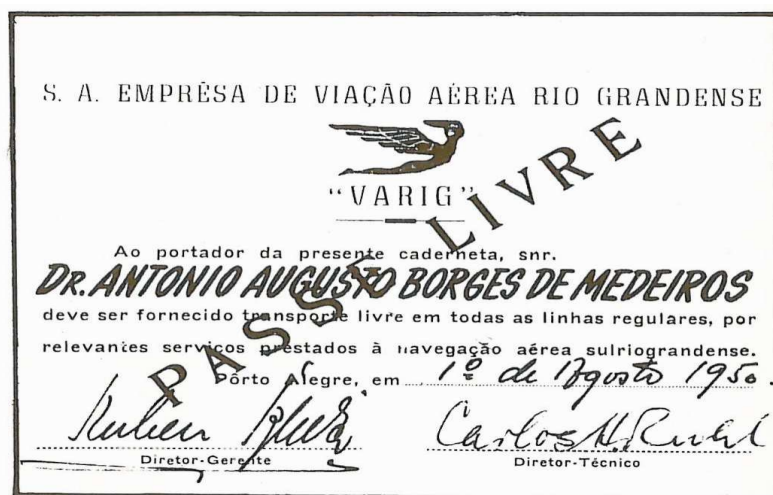 S. A. EMPRÊSA DE VIAÇÃO AÉREA RIO GRANDENSE
"VARIG"
PASSE LIVRE
Ao portador da presente caderneta, snr.
DR. ANTONIO AUGUSTO BORGES DE MEDEIROS
deve ser fornecido transporte livre em todas as linhas regulares, por
relevantes serviços prestados à navegação aérea sulriograndense.
Pôrto Alegre, em 1º de Agosto 1950.
Ruben Carlos H. Ruhl
Diretor-Gerente Diretor-Técnico